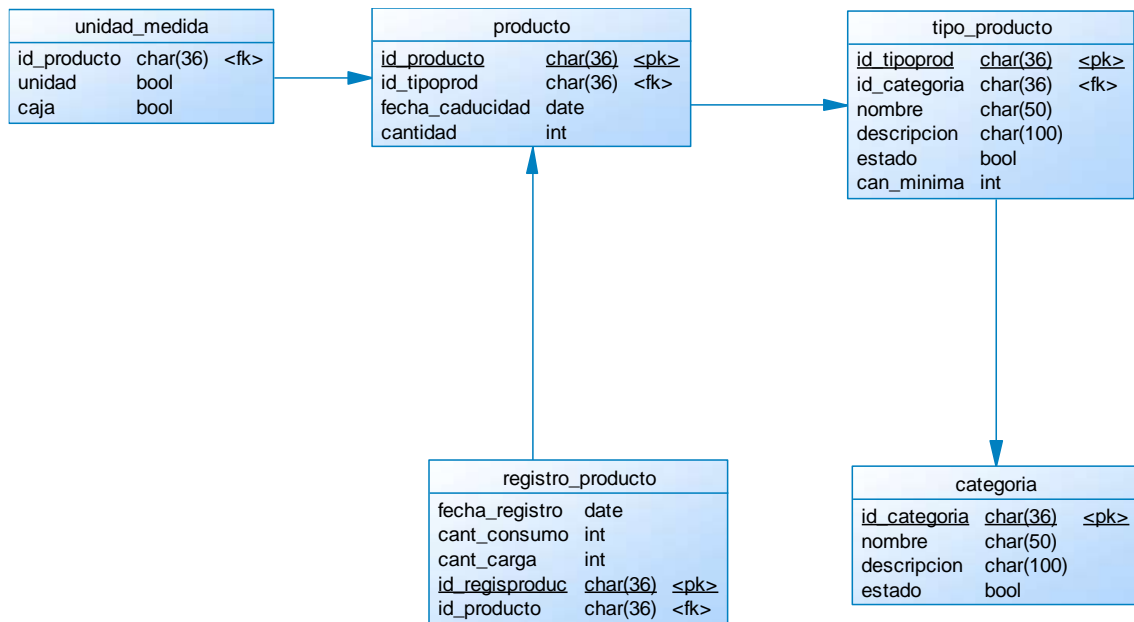 unidad_medida
id_producto char(36) <fk>
unidad bool
caja bool
producto
id_producto char(36) <pk>
id_tipoprod char(36) <fk>
fecha_caducidad date
cantidad int
tipo_producto
id_tipoprod char(36) <pk>
id_categoria char(36) <fk>
nombre char(50)
descripcion char(100)
estado bool
can_minima int
registro_producto
fecha_registro date
cant_consumo int
cant_carga int
id_regisproduc char(36) <pk>
id_producto char(36) <fk>
categoria
id_categoria char(36) <pk>
nombre char(50)
descripcion char(100)
estado bool